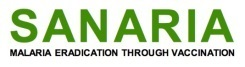 SANARIA
MALARIA ERADICATION THROUGH VACCINATION